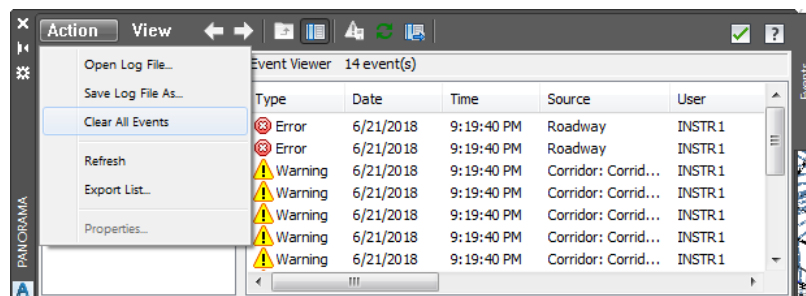 Action View
Open Log File...
Save Log File As...
Clear All Events
Refresh
Export List...
Properties...
Event Viewer 14 event(s)
Type Date Time Source User
Error 6/21/2018 9:19:40 PM Roadway INSTR1
Error 6/21/2018 9:19:40 PM Roadway INSTR1
Warning 6/21/2018 9:19:40 PM Corridor: Corrid... INSTR1
Warning 6/21/2018 9:19:40 PM Corridor: Corrid... INSTR1
Warning 6/21/2018 9:19:40 PM Corridor: Corrid... INSTR1
Warning 6/21/2018 9:19:40 PM Corridor: Corrid... INSTR1
Warning 6/21/2018 9:19:40 PM Corridor: Corrid... INSTR1
PANORAMA
Events